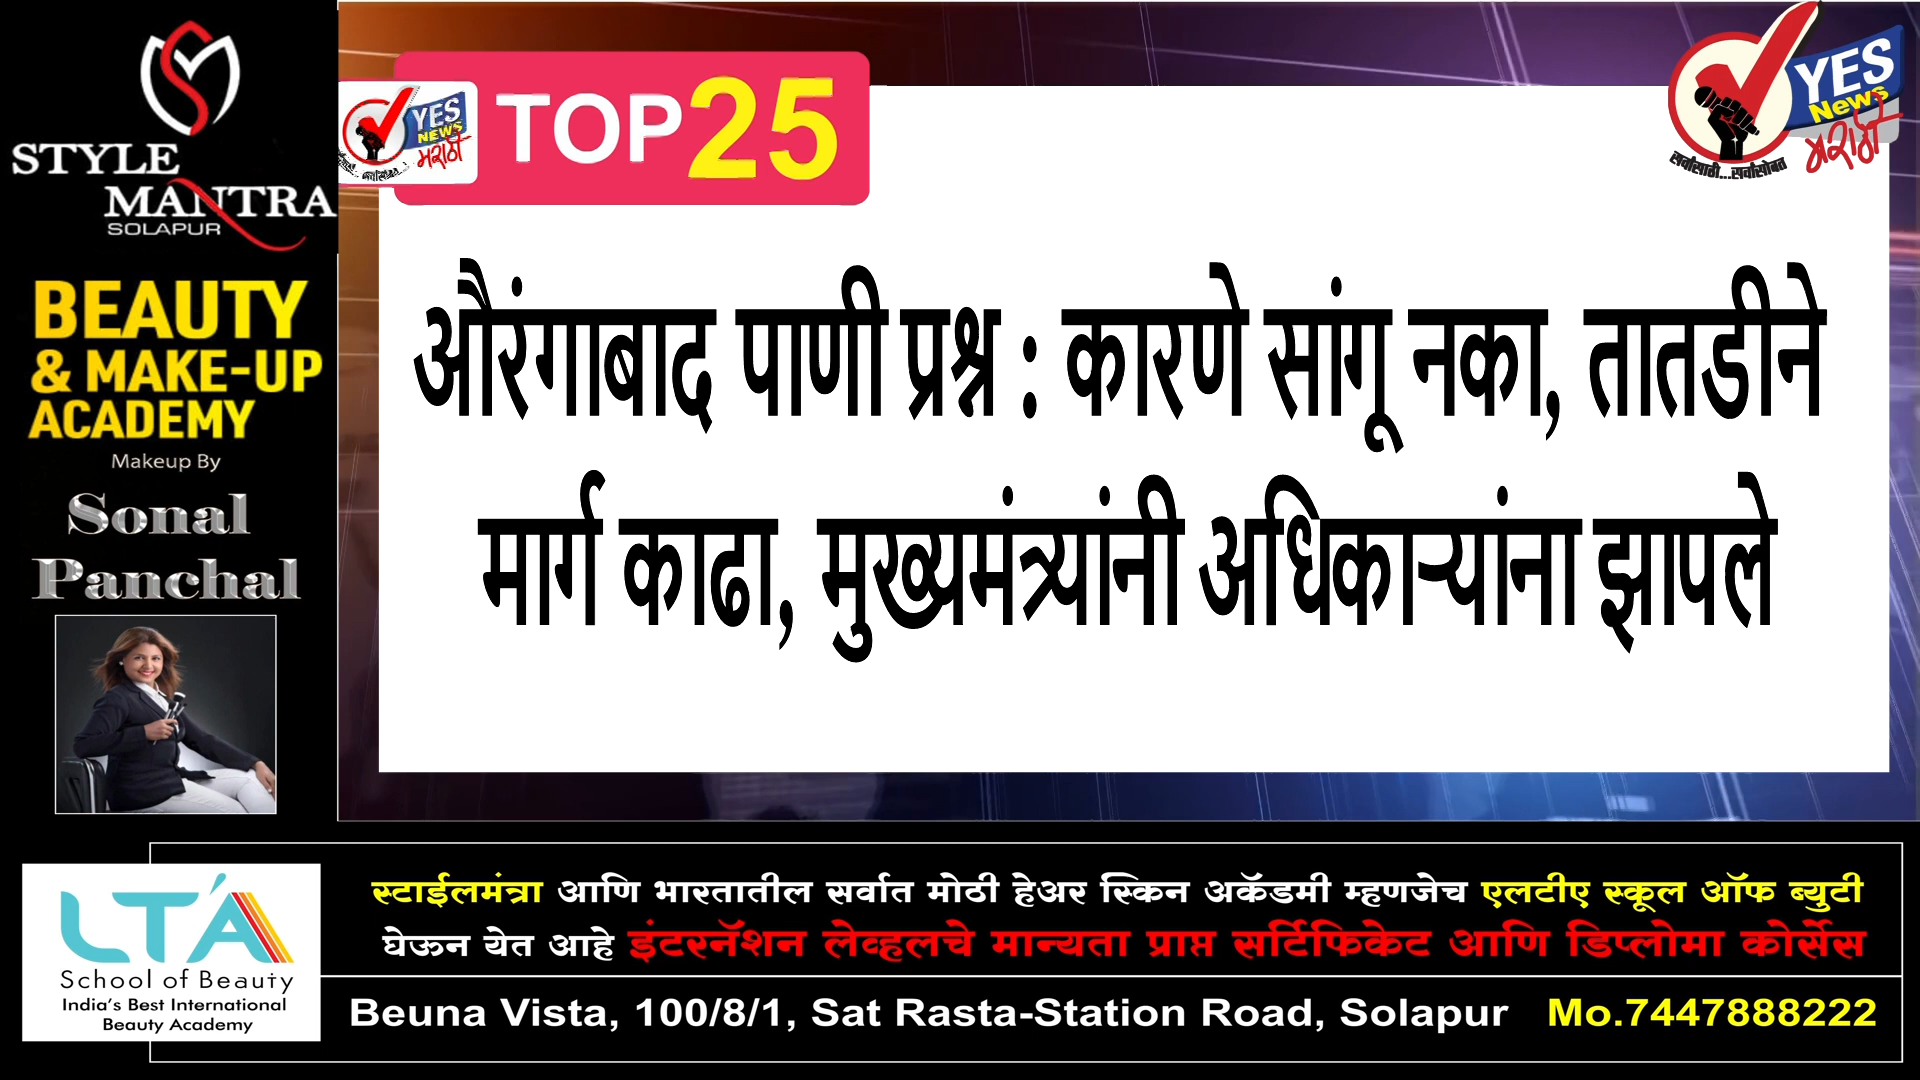 STYLE
MANTRA
SOLAPUR
BEAUTY
& MAKE-UP
ACADEMY
Makeup By
Sonal
Panchal
YES
NEWS
मराठी
TOP25
YES
News
मराठी
सर्वांसाठी...सर्वांसोबत
औरंगाबाद पाणी प्रश्न : कारणे सांगू नका, तातडीने
मार्ग काढा, मुख्यमंत्र्यांनी अधिकाऱ्यांना झापले
LTA
School of Beauty
India's Best International
Beauty Academy
स्टाईलमंत्रा आणि भारतातील सर्वात मोठी हेअर स्किन अकॅडमी म्हणजेच एलटीए स्कूल ऑफ ब्युटी
घेऊन येत आहे इंटरनॅशन लेव्हलचे मान्यता प्राप्त सर्टिफिकेट आणि डिप्लोमा कोर्सेस
Beuna Vista, 100/8/1, Sat Rasta-Station Road, Solapur Mo.7447888222